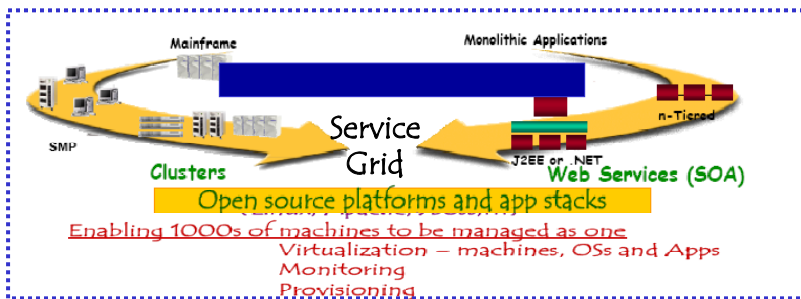 Mainframe
Monolithic Applications
n-Tiered
SMP
Service
Grid
J2EE or .NET
Clusters
Web Services (SOA)
Open source platforms and app stacks
Enabling 1000s of machines to be managed as one
Virtualization – machines, OSs and Apps
Monitoring
Provisioning